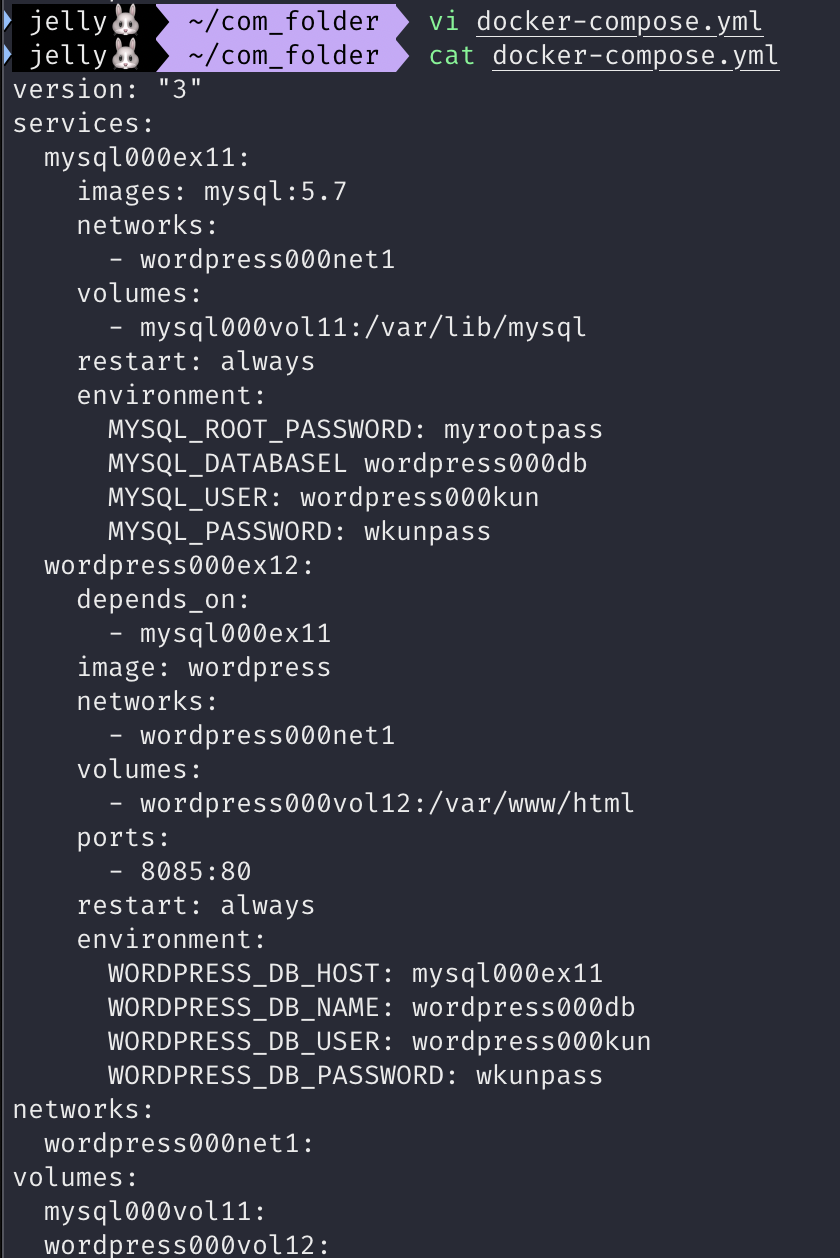 jelly🐰 ~/com_folder vi docker-compose.yml
jelly🐰 ~/com_folder cat docker-compose.yml
version: "3"
services:
  mysql000ex11:
    images: mysql:5.7
    networks:
      - wordpress000net1
    volumes:
      - mysql000vol11:/var/lib/mysql
    restart: always
    environment:
      MYSQL_ROOT_PASSWORD: myrootpass
      MYSQL_DATABASEL wordpress000db
      MYSQL_USER: wordpress000kun
      MYSQL_PASSWORD: wkunpass
  wordpress000ex12:
    depends_on:
      - mysql000ex11
    image: wordpress
    networks:
      - wordpress000net1
    volumes:
      - wordpress000vol12:/var/www/html
    ports:
      - 8085:80
    restart: always
    environment:
      WORDPRESS_DB_HOST: mysql000ex11
      WORDPRESS_DB_NAME: wordpress000db
      WORDPRESS_DB_USER: wordpress000kun
      WORDPRESS_DB_PASSWORD: wkunpass
networks:
  wordpress000net1:
volumes:
  mysql000vol11:
  wordpress000vol12: